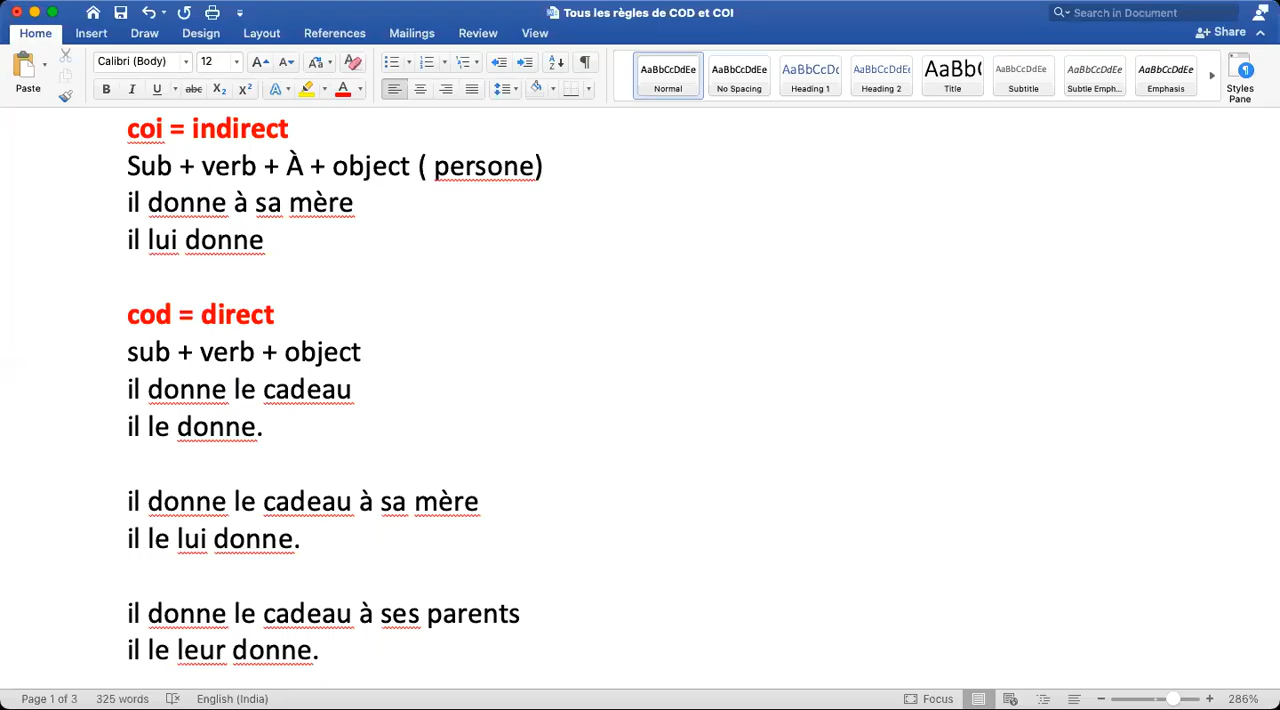 Tous les règles de COD et COI
Search in Document
Home Insert Draw Design Layout References Mailings Review View Share
Paste
Calibri (Body) 12
AaBbCcDdEe AaBbCcDdEe AaBbCcDc AaBbCcDdEe AaBb( AaBbCcDdEe AaBbCcDdEe AaBbCcDdEe
Normal No Spacing Heading 1 Heading 2 Title Subtitle Subtle Emph... Emphasis
Styles
Pane
coi = indirect
Sub + verb + À + object ( persone)
il donne à sa mère
il lui donne
cod = direct
sub + verb + object
il donne le cadeau
il le donne.
il donne le cadeau à sa mère
il le lui donne.
il donne le cadeau à ses parents
il le leur donne.
Page 1 of 3 325 words English (India) Focus 286%